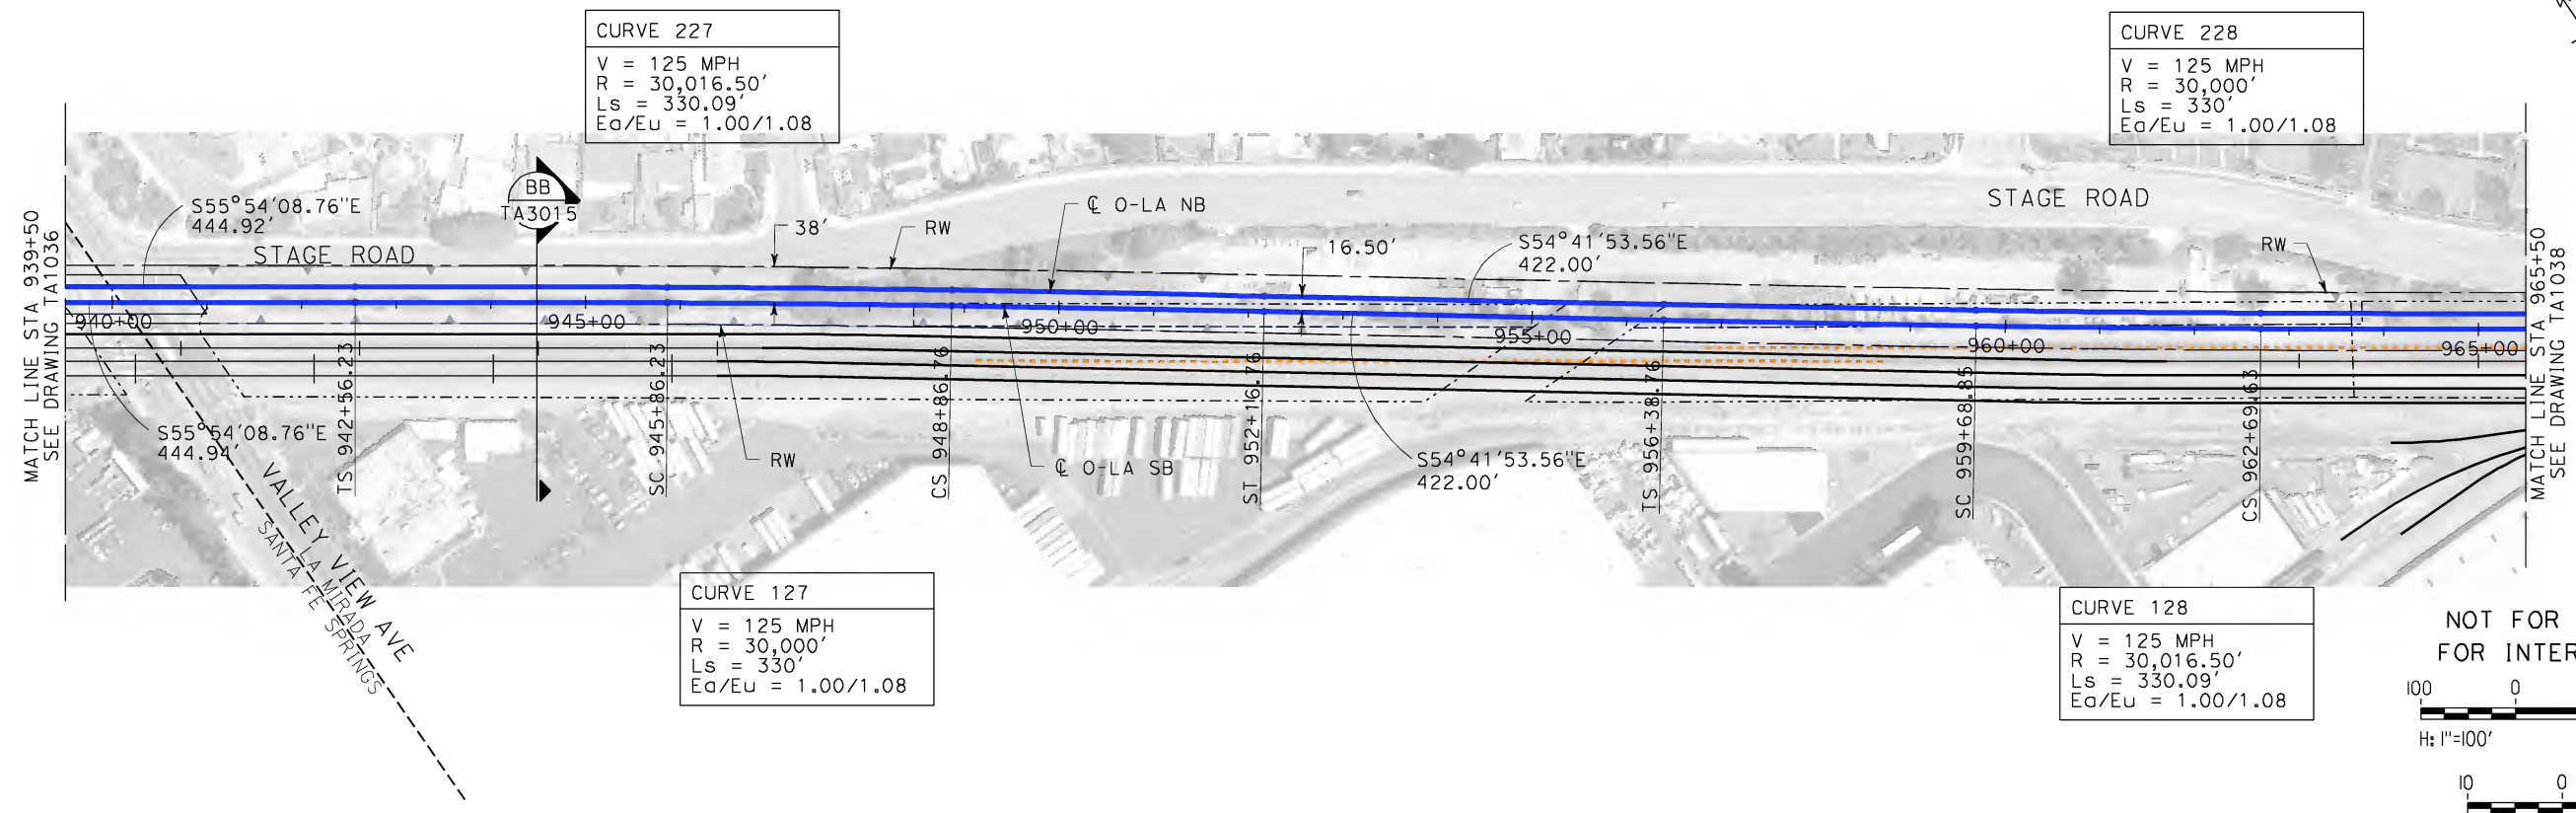 CURVE 227
V = 125 MPH
R = 30,016.50'
Ls = 330.09'
Ea/Eu = 1.00/1.08
CURVE 228
V = 125 MPH
R = 30,000'
Ls = 330'
Ea/Eu = 1.00/1.08
MATCH LINE STA 939+50
SEE DRAWING TA1036
S55°54'08.76"E
444.92'
STAGE ROAD
BB
TA3015
38'
RW
℄ O-LA NB
16.50'
S54°41'53.56"E
422.00'
STAGE ROAD
RW
MATCH LINE STA 965+50
SEE DRAWING TA1038
940+00
945+00
950+00
955+00
960+00
965+00
S55°54'08.76"E
444.94'
TS 942+56.23
SC 945+86.23
RW
CS 948+86.76
℄ O-LA SB
ST 952+16.76
S54°41'53.56"E
422.00'
TS 956+38.76
SC 959+68.85
CS 962+69.63
VALLEY VIEW AVE
LA MIRADA
SANTA FE SPRINGS
CURVE 127
V = 125 MPH
R = 30,000'
Ls = 330'
Ea/Eu = 1.00/1.08
CURVE 128
V = 125 MPH
R = 30,016.50'
Ls = 330.09'
Ea/Eu = 1.00/1.08
NOT FOR
FOR INTER
100 0
H: 1"=100'
10 0